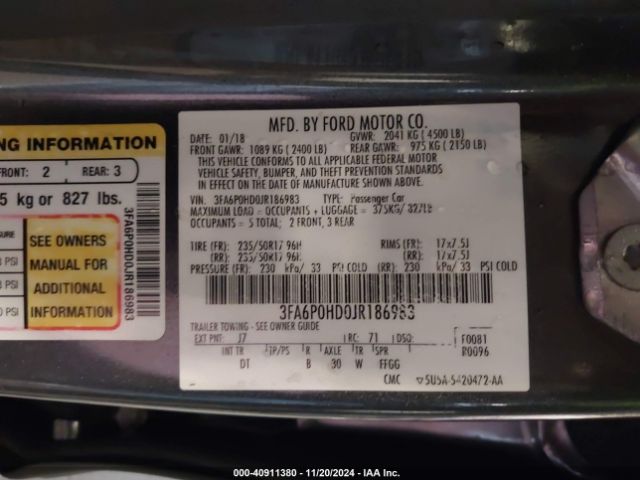 NG INFORMATION
FRONT: 2 REAR: 3
5 kg or 827 lbs.
SEE OWNERS
MANUAL FOR
ADDITIONAL
INFORMATION
3FA6P0HD0JR186983
MFD. BY FORD MOTOR CO.
DATE: 01/18 GVWR: 2041 KG ( 4500 LB)
FRONT GAWR: 1089 KG ( 2400 LB) REAR GAWR: 975 KG ( 2150 LB)
THIS VEHICLE CONFORMS TO ALL APPLICABLE FEDERAL MOTOR
VEHICLE SAFETY, BUMPER, AND THEFT PREVENTION STANDARDS
IN EFFECT ON THE DATE OF MANUFACTURE SHOWN ABOVE.
VIN: 3FA6P0HD0JR186983 TYPE: Passenger Car
MAXIMUM LOAD = OCCUPANTS + LUGGAGE = 375KG/ 827LB
OCCUPANTS = 5 TOTAL: 2 FRONT, 3 REAR
TIRE (FR): 235/50R17 96H RIMS (FR): 17x7.5J
(RR): 235/50R17 96H (RR): 17x7.5J
PRESSURE (FR): 230 kPa/ 33 PSI COLD (RR): 230 kPa/ 33 PSI COLD
3FA6P0HD0JR186983
TRAILER TOWING - SEE OWNER GUIDE
EXT PNT: J7 RC: 71 DSO: F0081
INT TR TP/PS R AXLE TR SPR R0096
DT B 30 W FFGG
CMC 5U5A-5420472-AA
000-40911380 - 11/20/2024 - IAA Inc.